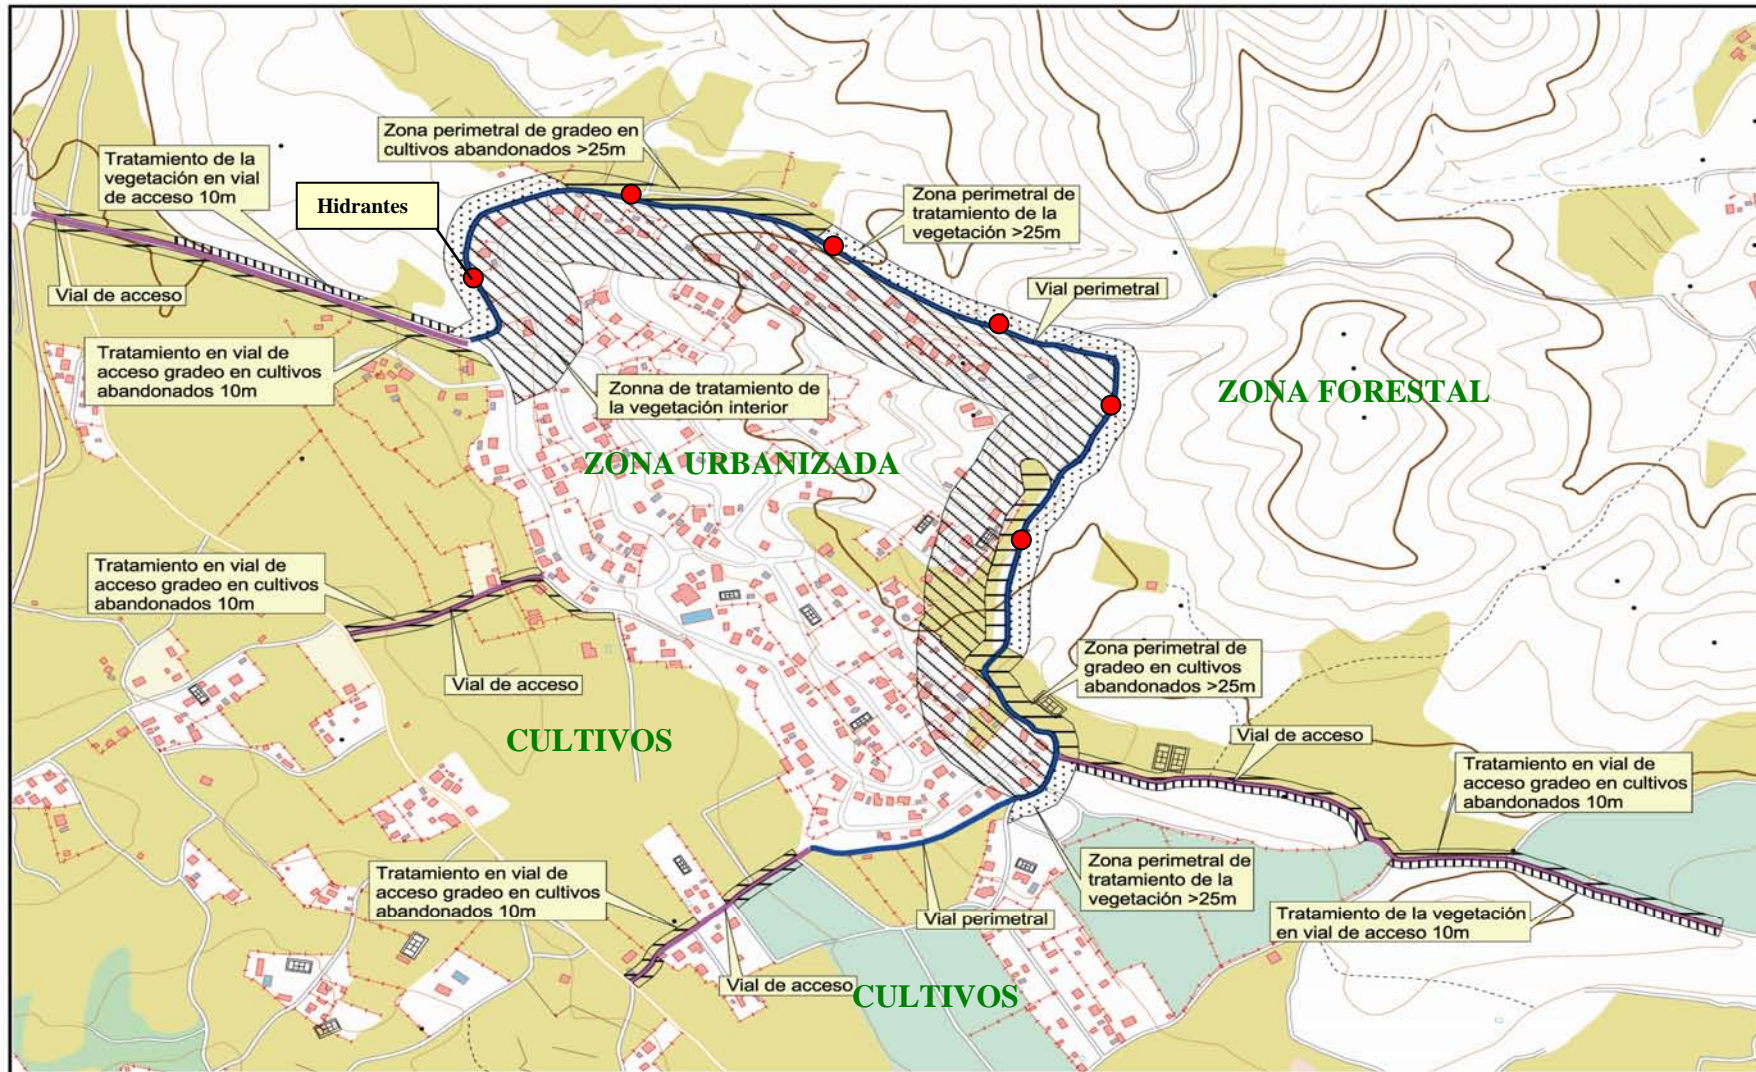 Zona perimetral de gradeo en
cultivos abandonados >25m
Tratamiento de la
vegetación en vial
de acceso 10m
Hidrantes
Zona perimetral de
tratamiento de la
vegetación >25m
Vial de acceso
Vial perimetral
Tratamiento en vial de
acceso gradeo en cultivos
abandonados 10m
Zonna de tratamiento de
la vegetación interior
ZONA FORESTAL
ZONA URBANIZADA
Tratamiento en vial de
acceso gradeo en cultivos
abandonados 10m
Vial de acceso
Zona perimetral de
gradeo en cultivos
abandonados >25m
CULTIVOS
Vial de acceso
Tratamiento en vial de
acceso gradeo en cultivos
abandonados 10m
Tratamiento en vial de
acceso gradeo en cultivos
abandonados 10m
Zona perimetral de
tratamiento de la
vegetación >25m
Vial perimetral
Tratamiento de la vegetación
en vial de acceso 10m
Vial de acceso
CULTIVOS